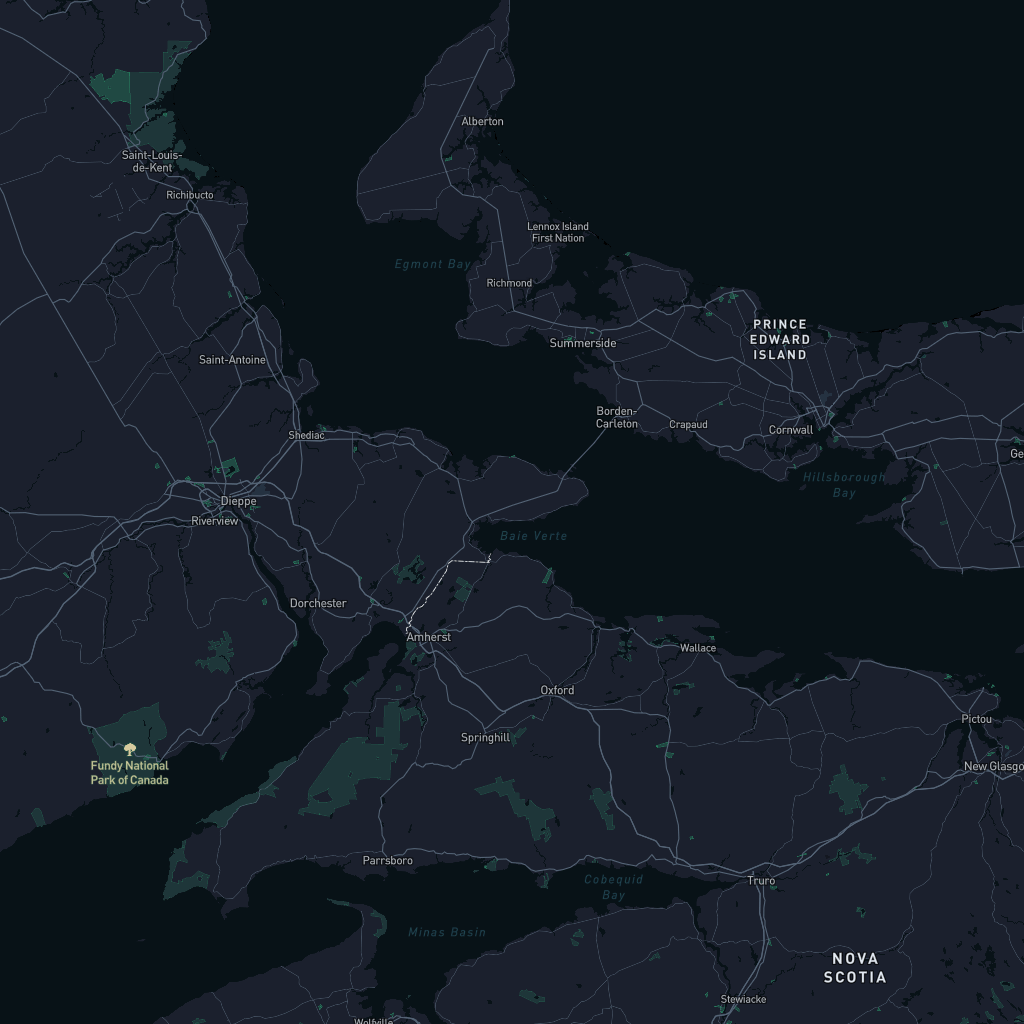 Alberton
Saint-Louis-
de-Kent
Richibucto
Lennox Island
First Nation
Egmont Bay
Richmond
PRINCE
EDWARD
ISLAND
Summerside
Saint-Antoine
Borden-
Carleton
Crapaud
Cornwall
Shediac
Ge
Hillsborough
Bay
Dieppe
Riverview
Baie Verte
Dorchester
Amherst
Wallace
Oxford
Pictou
Springhill
Fundy National
Park of Canada
New Glasgo
Parrsboro
Cobequid
Bay
Truro
Minas Basin
NOVA
SCOTIA
Stewiacke
Wolfville